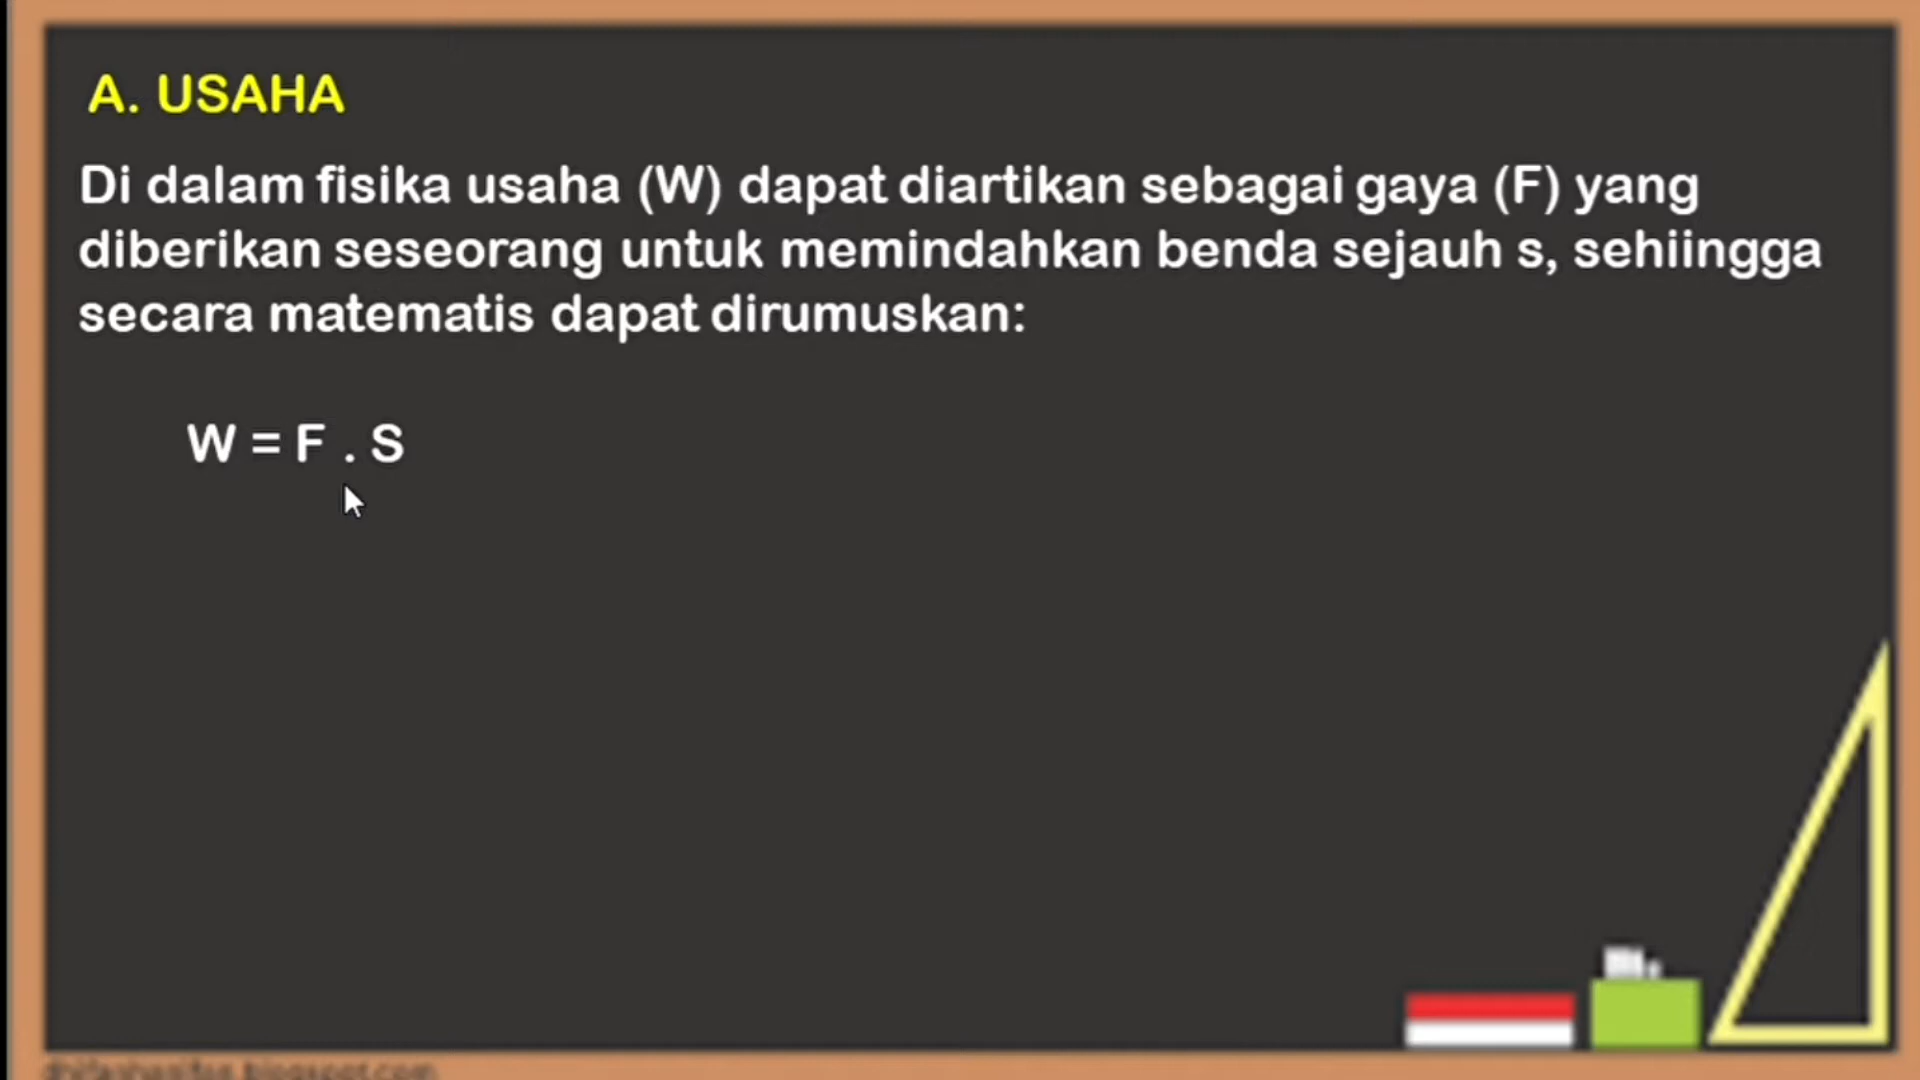 A. USAHA
Di dalam fisika usaha (W) dapat diartikan sebagai gaya (F) yang
diberikan seseorang untuk memindahkan benda sejauh s, sehiingga
secara matematis dapat dirumuskan:
W = F . S